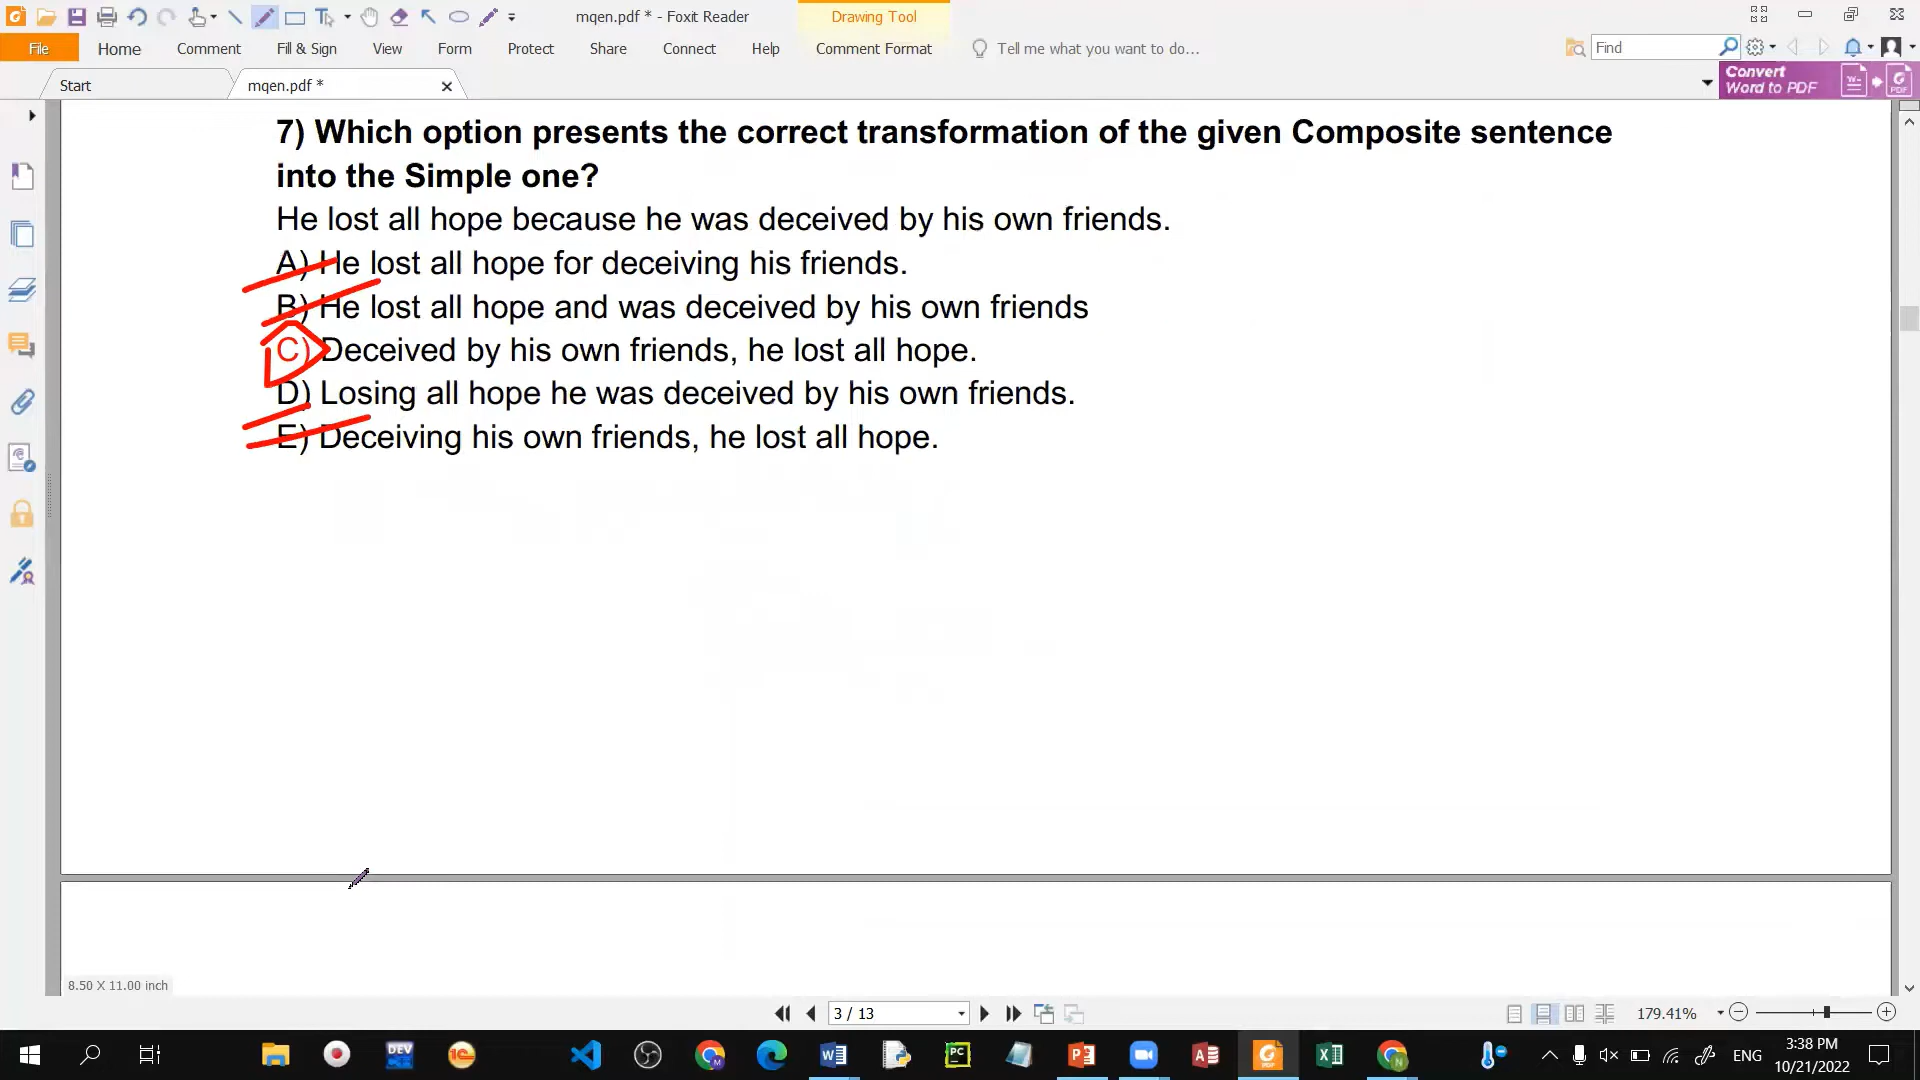 mqen.pdf * - Foxit Reader
Drawing Tool
File Home Comment Fill & Sign View Form Protect Share Connect Help Comment Format Tell me what you want to do... Find
Start mqen.pdf *
Convert
Word to PDF
7) Which option presents the correct transformation of the given Composite sentence
into the Simple one?
He lost all hope because he was deceived by his own friends.
A) He lost all hope for deceiving his friends.
B) He lost all hope and was deceived by his own friends
C) Deceived by his own friends, he lost all hope.
D) Losing all hope he was deceived by his own friends.
E) Deceiving his own friends, he lost all hope.
8.50 X 11.00 inch
3 / 13
179.41%
DEV
PC
ENG
3:38 PM
10/21/2022